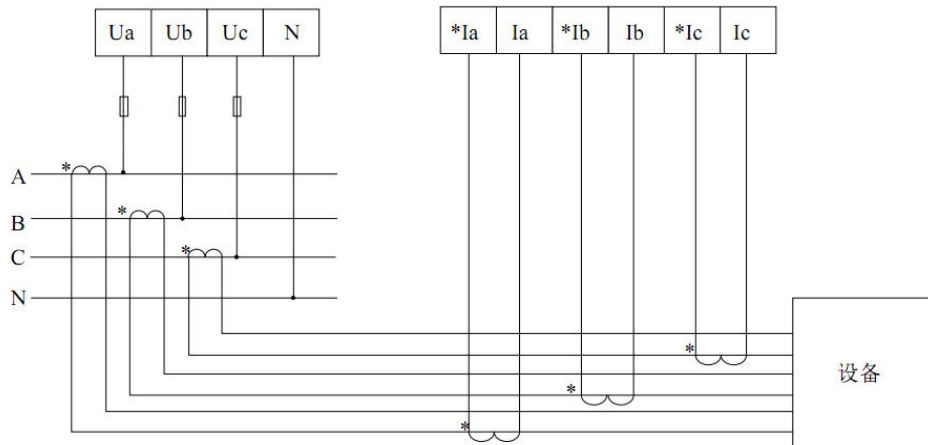 Ua Ub Uc N
*Ia Ia *Ib Ib *Ic Ic
* A
* B
* C
N
*
*
*
设备